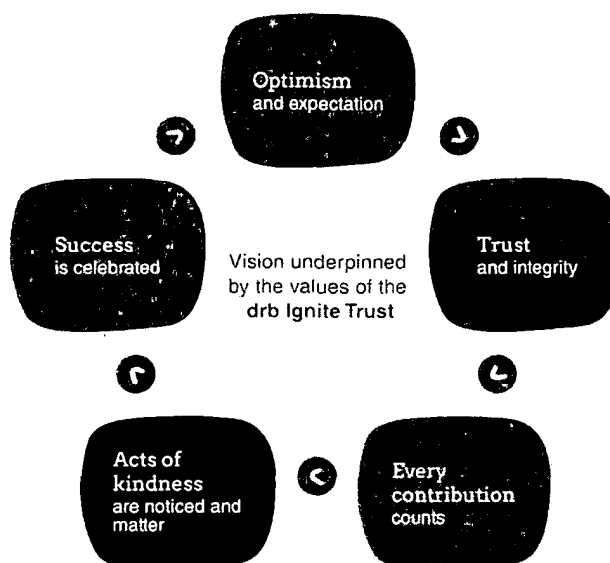 Optimism
and expectation
Trust
and integrity
Every
contribution
counts
Acts of
kindness
are noticed and
matter
Success
is celebrated
Vision underpinned
by the values of the
drb Ignite Trust